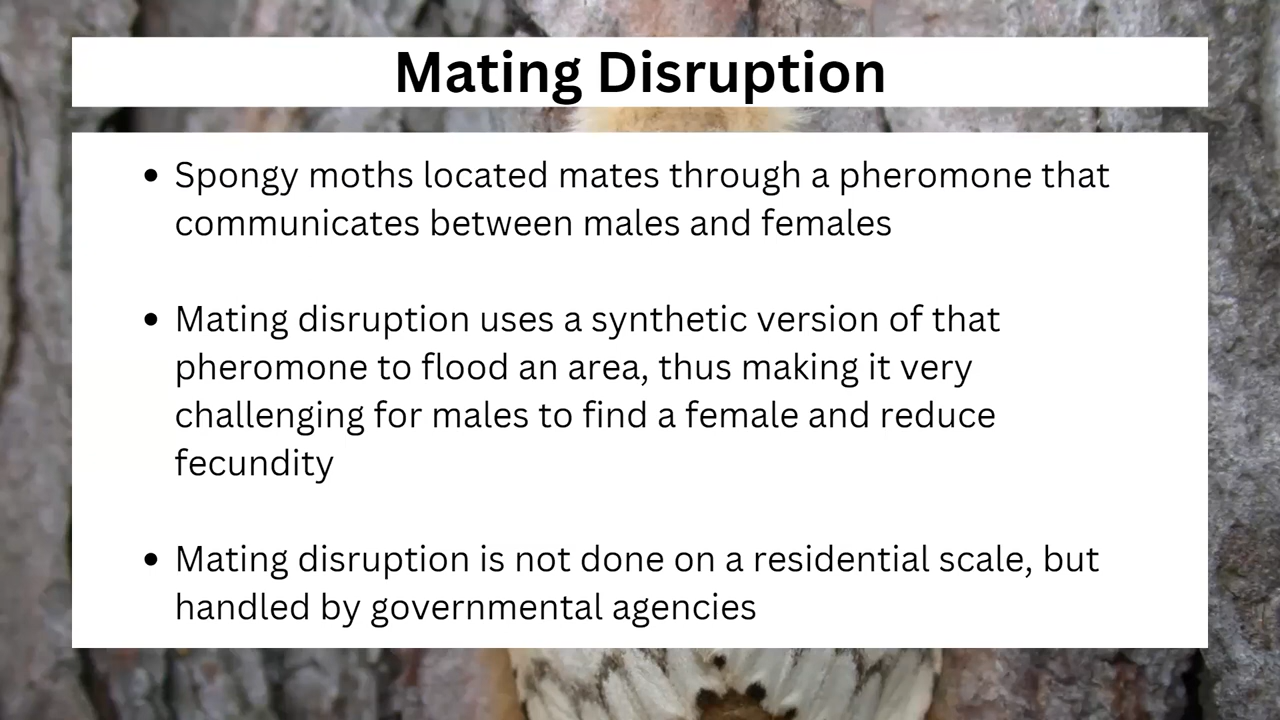 Mating Disruption
• Spongy moths located mates through a pheromone that
communicates between males and females
• Mating disruption uses a synthetic version of that
pheromone to flood an area, thus making it very
challenging for males to find a female and reduce
fecundity
• Mating disruption is not done on a residential scale, but
handled by governmental agencies